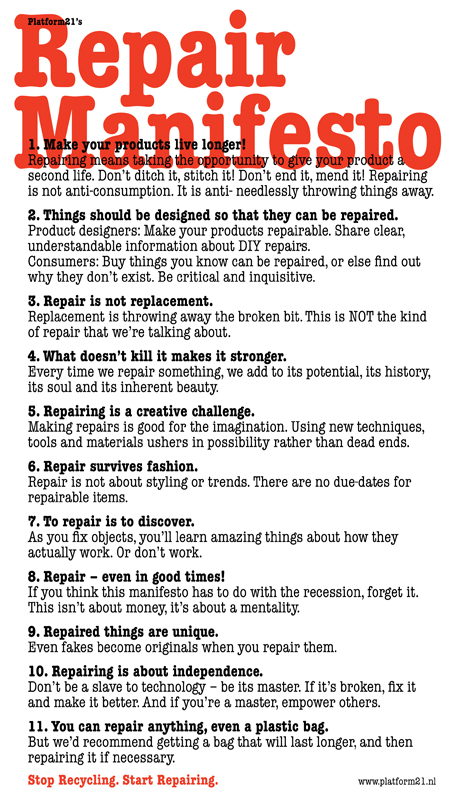 Platform21's
Repair
Manifesto
1. Make your products live longer!
Repairing means taking the opportunity to give your product a
second life. Don't ditch it, stitch it! Don't end it, mend it! Repairing
is not anti-consumption. It is anti- needlessly throwing things away.
2. Things should be designed so that they can be repaired.
Product designers: Make your products repairable. Share clear,
understandable information about DIY repairs.
Consumers: Buy things you know can be repaired, or else find out
why they don't exist. Be critical and inquisitive.
3. Repair is not replacement.
Replacement is throwing away the broken bit. This is NOT the kind
of repair that we're talking about.
4. What doesn't kill it makes it stronger.
Every time we repair something, we add to its potential, its history,
its soul and its inherent beauty.
5. Repairing is a creative challenge.
Making repairs is good for the imagination. Using new techniques,
tools and materials ushers in possibility rather than dead ends.
6. Repair survives fashion.
Repair is not about styling or trends. There are no due-dates for
repairable items.
7. To repair is to discover.
As you fix objects, you'll learn amazing things about how they
actually work. Or don't work.
8. Repair – even in good times!
If you think this manifesto has to do with the recession, forget it.
This isn't about money, it's about a mentality.
9. Repaired things are unique.
Even fakes become originals when you repair them.
10. Repairing is about independence.
Don't be a slave to technology – be its master. If it's broken, fix it
and make it better. And if you're a master, empower others.
11. You can repair anything, even a plastic bag.
But we'd recommend getting a bag that will last longer, and then
repairing it if necessary.
Stop Recycling. Start Repairing.
www.platform21.nl